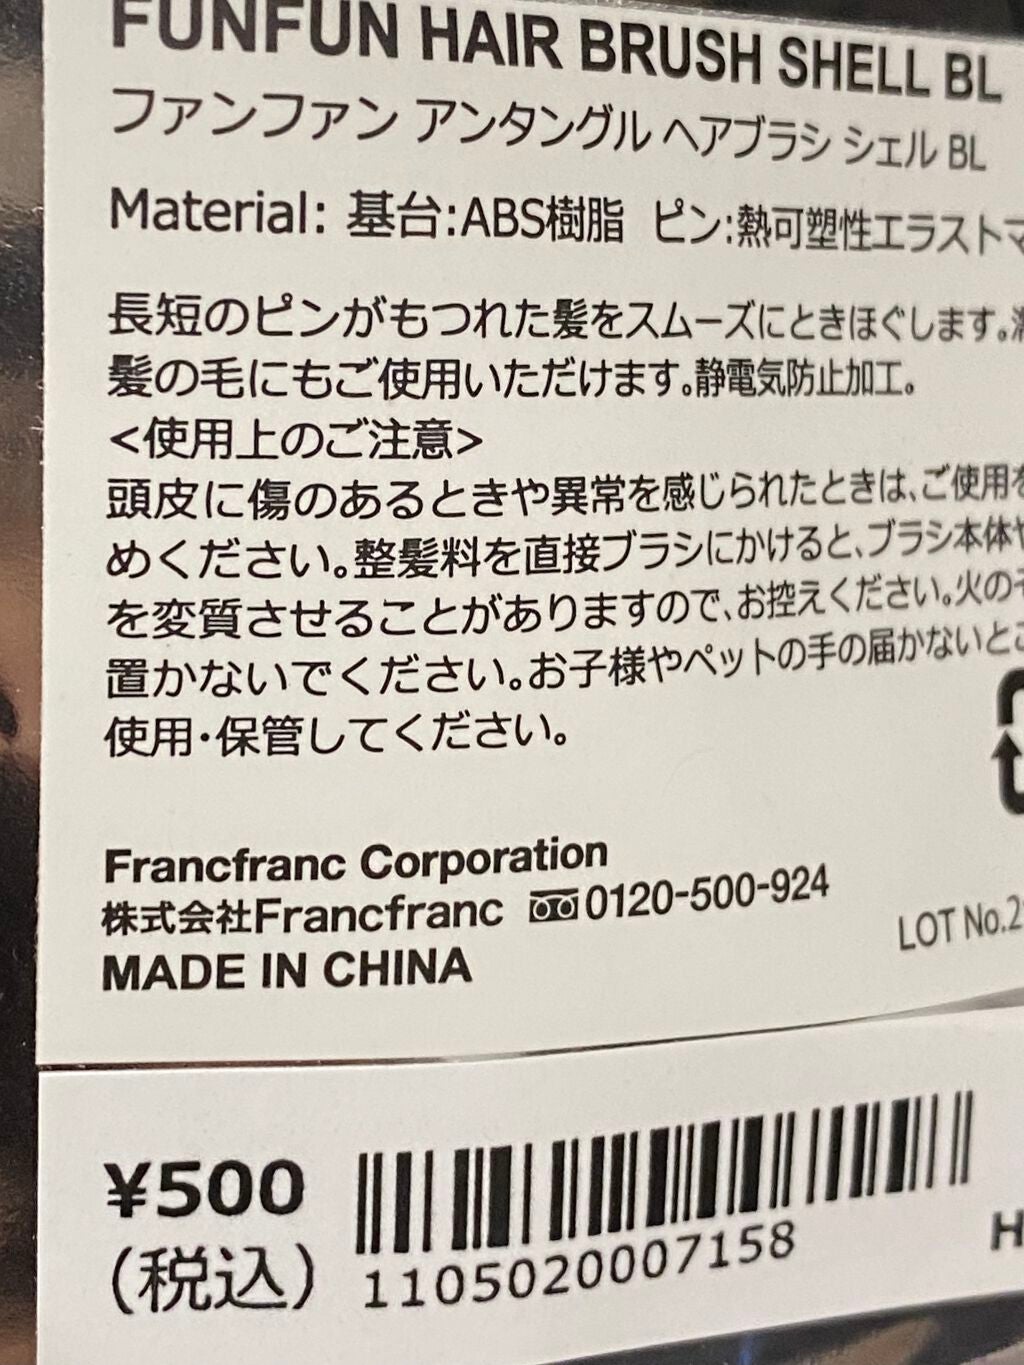 FUNFUN HAIR BRUSH SHELL BL
ファンファン アンタングル ヘアブラシ シェル BL
Material: 基台:ABS樹脂 ピン:熱可塑性エラストマ
長短のピンがもつれた髪をスムーズにときほぐします。
髪の毛にもご使用いただけます。静電気防止加工。
<使用上のご注意>
頭皮に傷のあるときや異常を感じられたときは、ご使用を
めください。整髪料を直接ブラシにかけると、ブラシ本体や
を変質させることがありますので、お控えください。火のそ
置かないでください。お子様やペットの手の届かないとこ
使用・保管してください。
Francfranc Corporation
株式会社Francfranc 0120-500-924
LOT No.2
MADE IN CHINA
¥500
(税込)
1105020007158
H